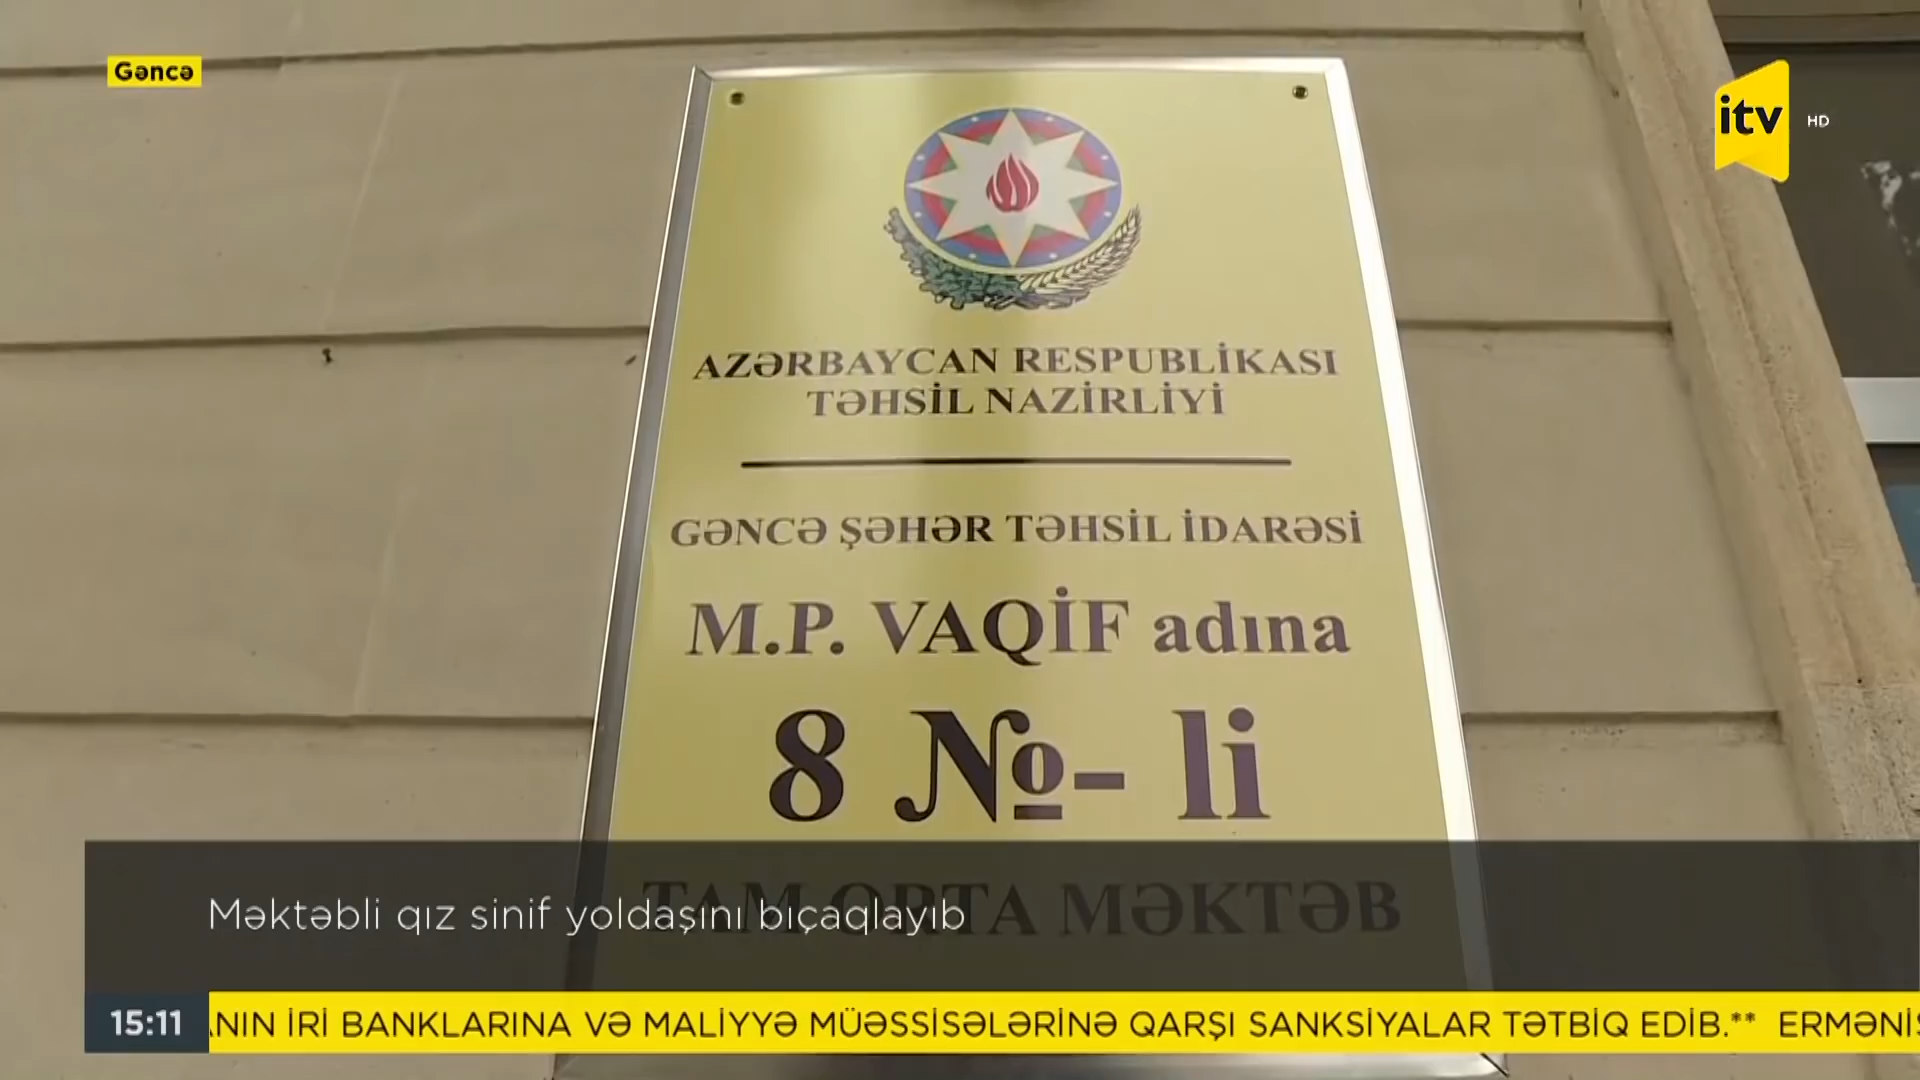 Gəncə
itv HD
AZƏRBAYCAN RESPUBLİKASI
TƏHSİL NAZİRLİYİ
GƏNCƏ ŞƏHƏR TƏHSİL İDARƏSİ
M.P. VAQİF adına
8 №- li
TAM ORTA MƏKTƏB
Məktəbli qız sinif yoldaşını bıçaqlayıb
15:11
ANIN İRİ BANKLARINA VƏ MALİYYƏ MÜƏSSİSƏLƏRİNƏ QARŞI SANKSİYALAR TƏTBİQ EDİB.** ERMƏNİS